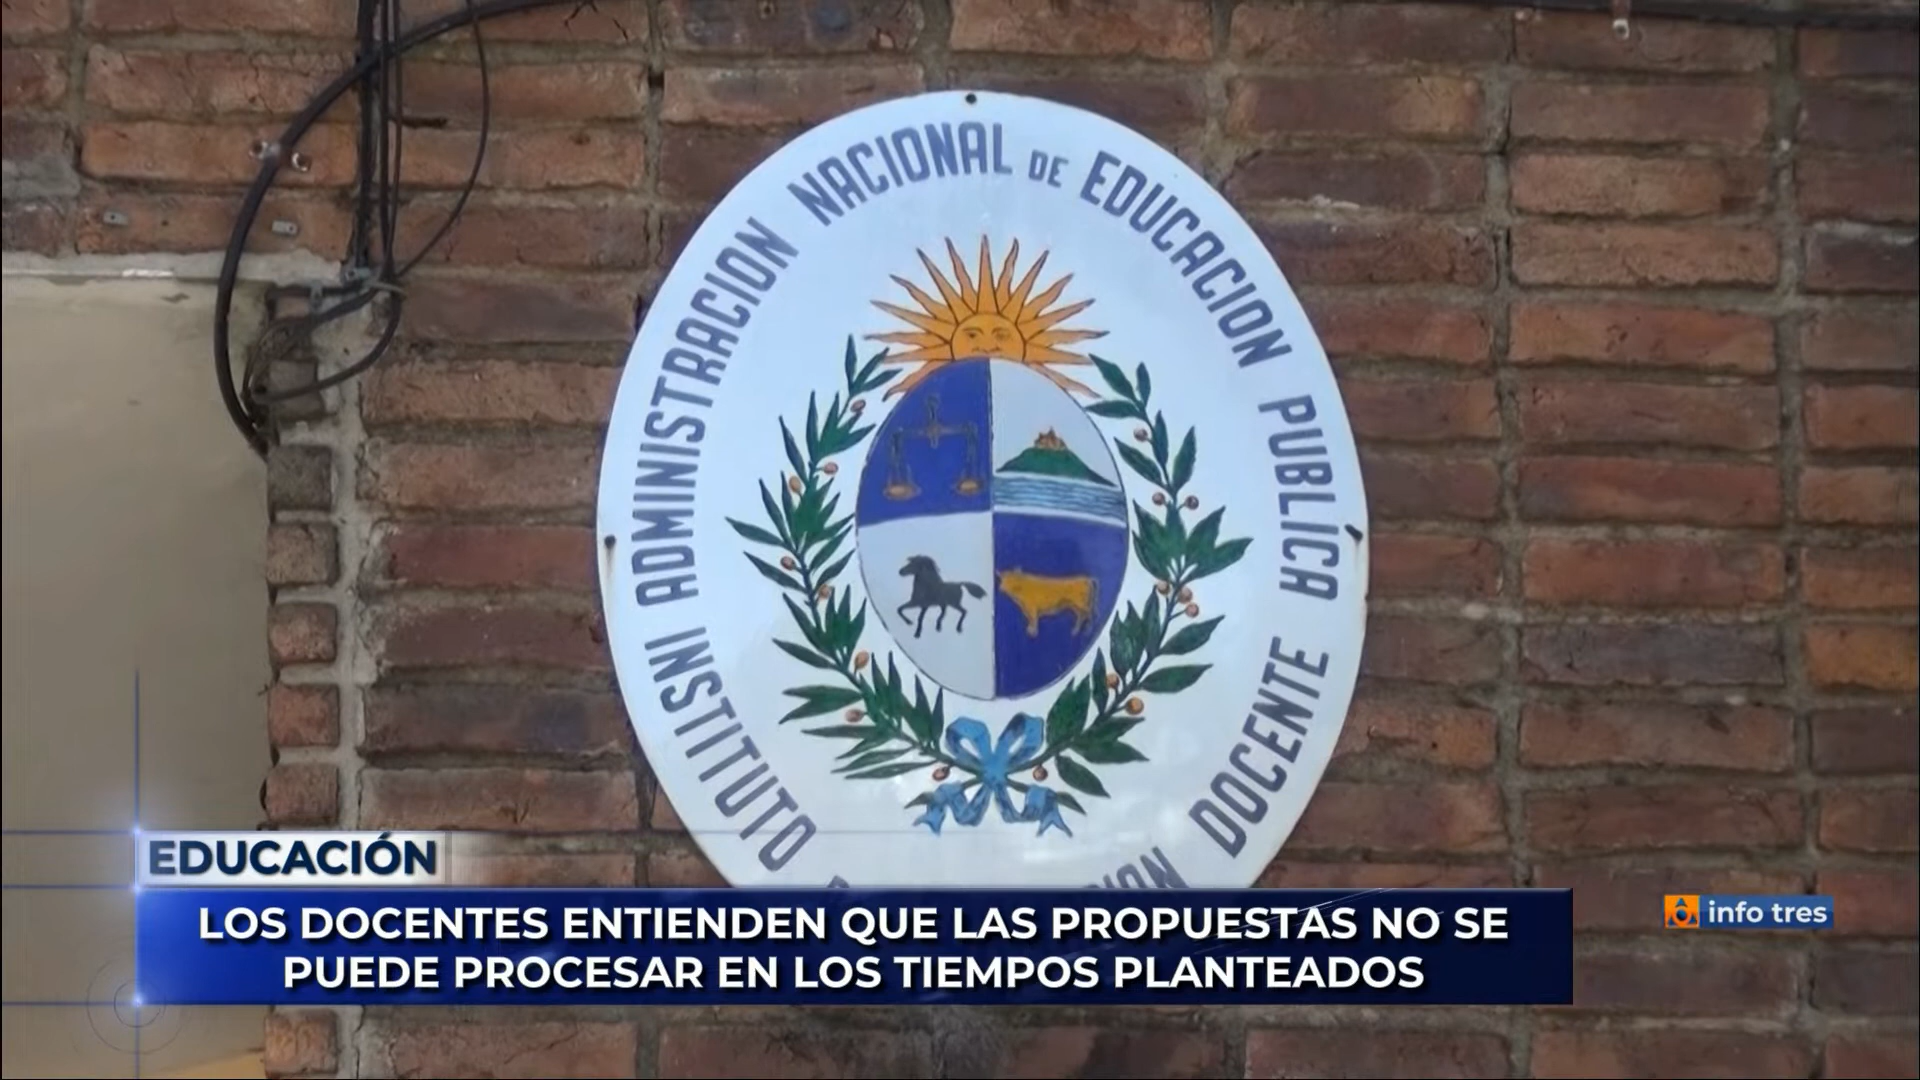 ADMINISTRACION NACIONAL DE EDUCACION PUBLÍCA
INSTITUTO
DOCENTE
EDUCACIÓN
LOS DOCENTES ENTIENDEN QUE LAS PROPUESTAS NO SE
PUEDE PROCESAR EN LOS TIEMPOS PLANTEADOS
info tres